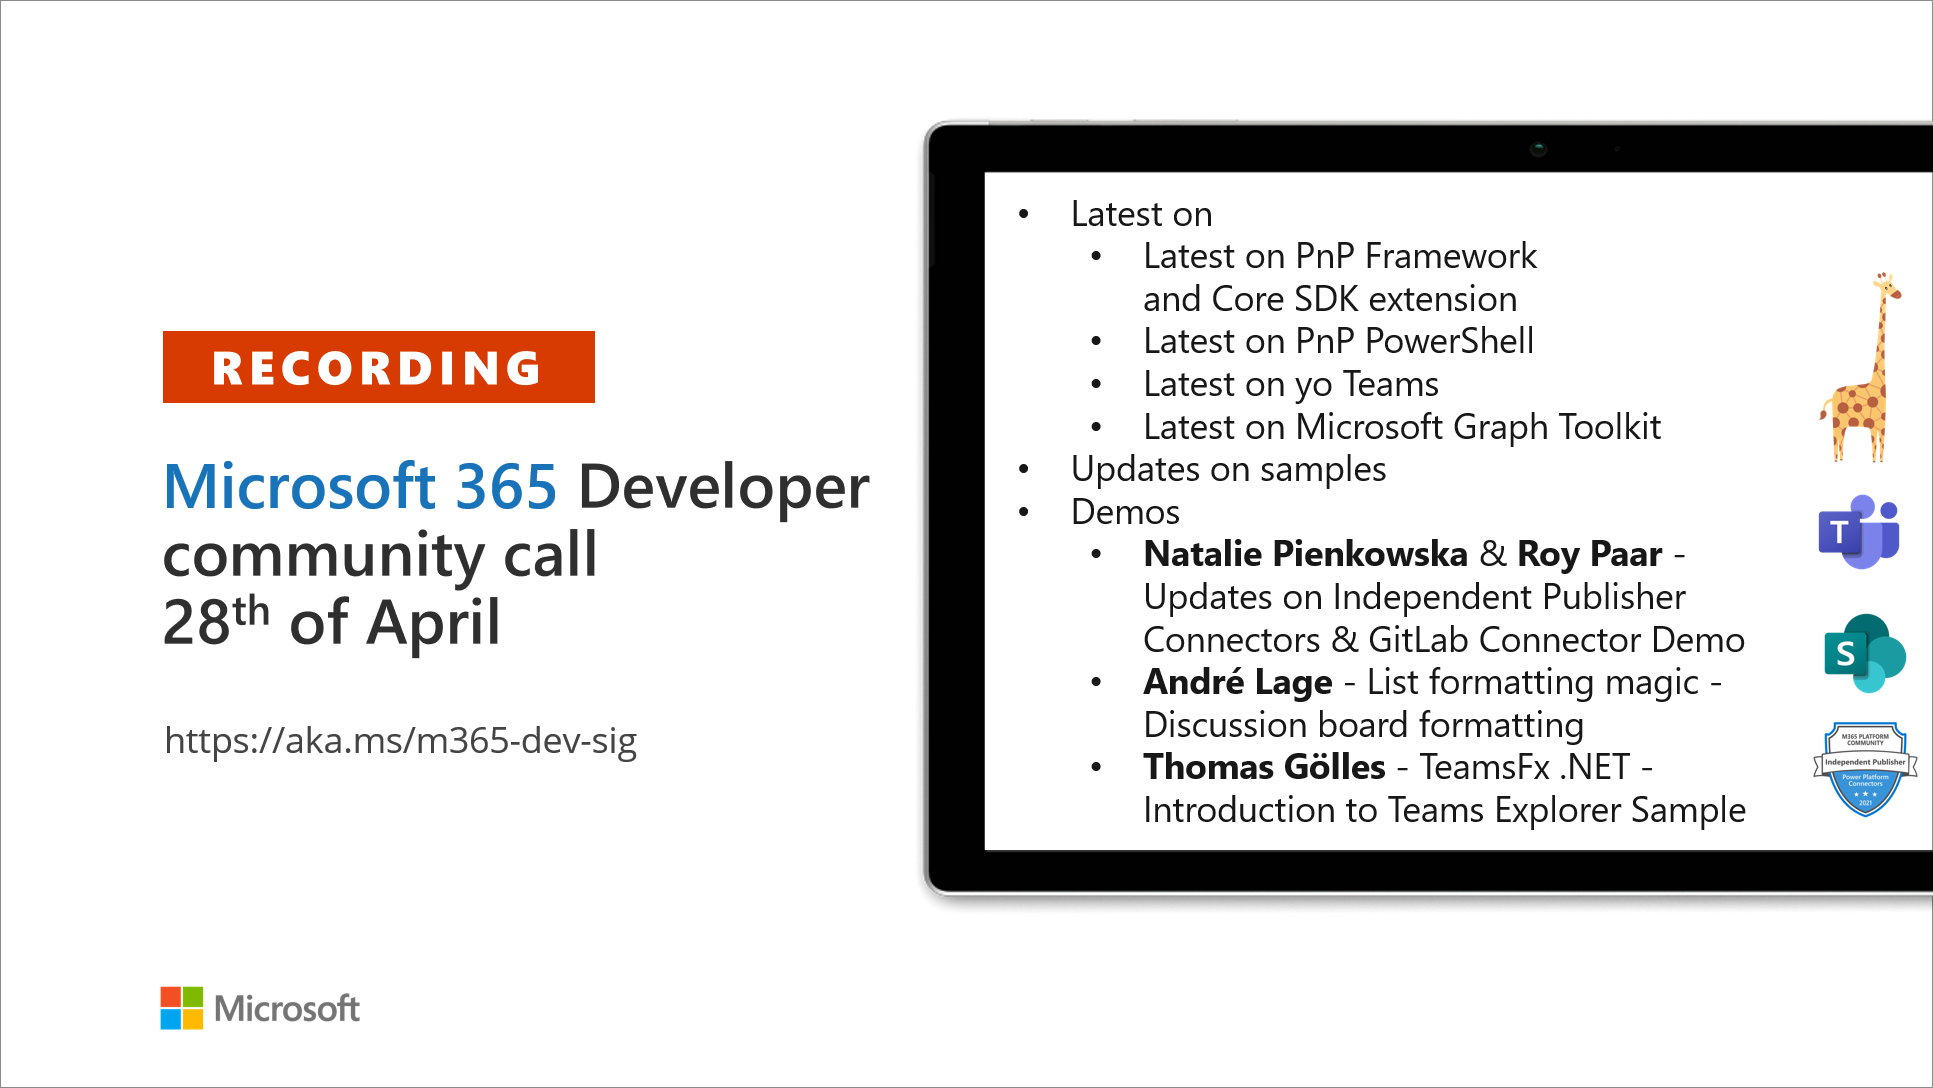 RECORDING
Microsoft 365 Developer
community call
28th of April
https://aka.ms/m365-dev-sig
Microsoft
• Latest on
• Latest on PnP Framework
and Core SDK extension
• Latest on PnP PowerShell
• Latest on yo Teams
• Latest on Microsoft Graph Toolkit
• Updates on samples
• Demos
• Natalie Pienkowska & Roy Paar -
Updates on Independent Publisher
Connectors & GitLab Connector Demo
• André Lage - List formatting magic -
Discussion board formatting
• Thomas Gölles - TeamsFx .NET -
Introduction to Teams Explorer Sample
T
S
M365 PLATFORM
COMMUNITY
Independent Publisher
Power Platform
Connectors
2021